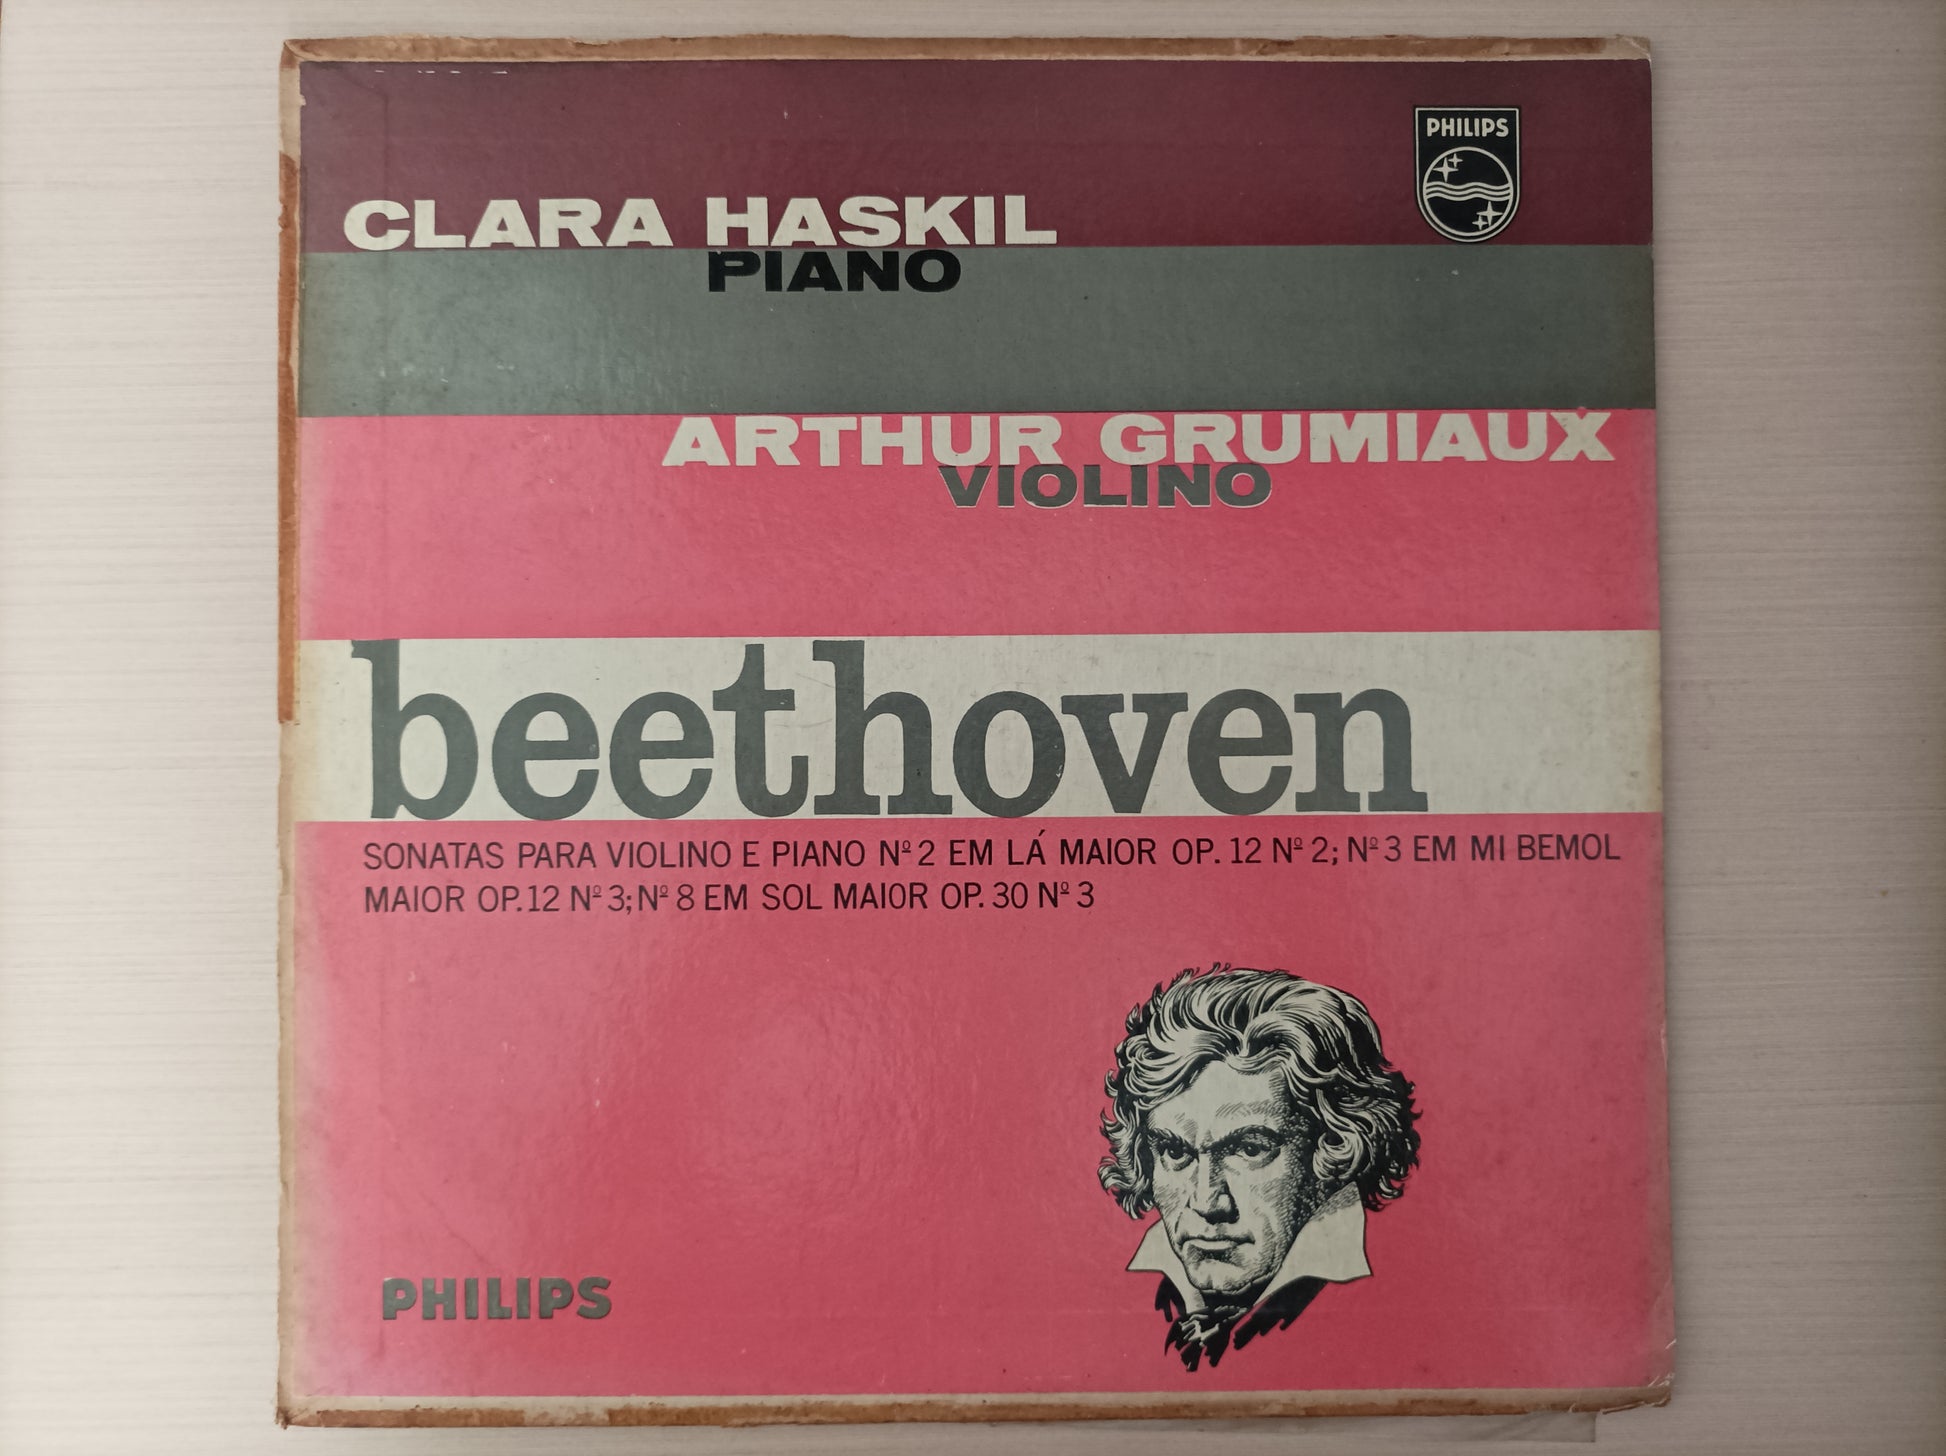 PHILIPS
CLARA HASKIL
PIANO
ARTHUR GRUMIAUX
VIOLINO
beethoven
SONATAS PARA VIOLINO E PIANO Nº 2 EM LÁ MAIOR OP. 12 Nº 2; Nº 3 EM MI BEMOL
MAIOR OP. 12 Nº 3; Nº 8 EM SOL MAIOR OP. 30 Nº 3
PHILIPS